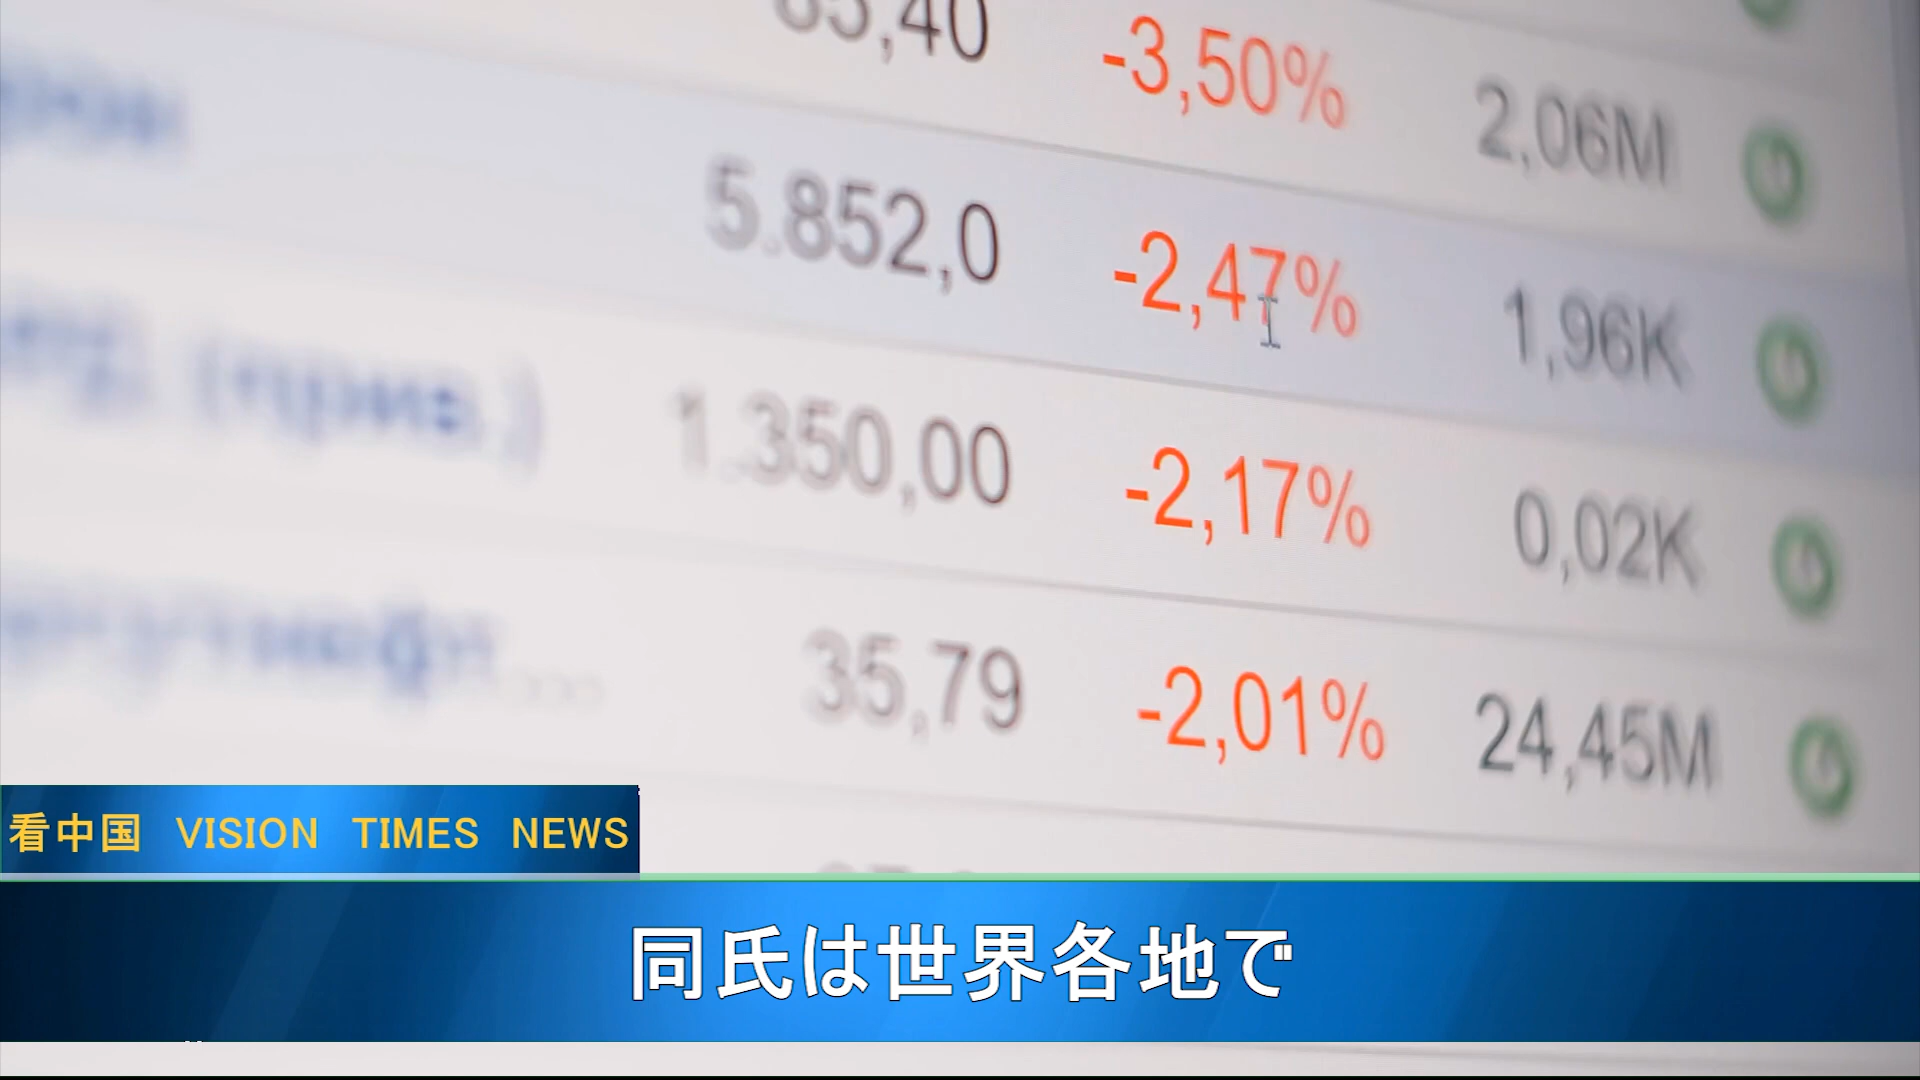 -3,50% 2,06M
5.852,0 -2,47% 1,96K
1.350,00 -2,17% 0,02K
35,79 -2,01% 24,45M
看中国 VISION TIMES NEWS
同氏は世界各地で